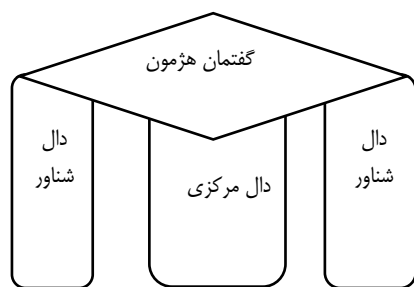 گفتمان هژمون
دال
شناور
دال مرکزی
دال
شناور